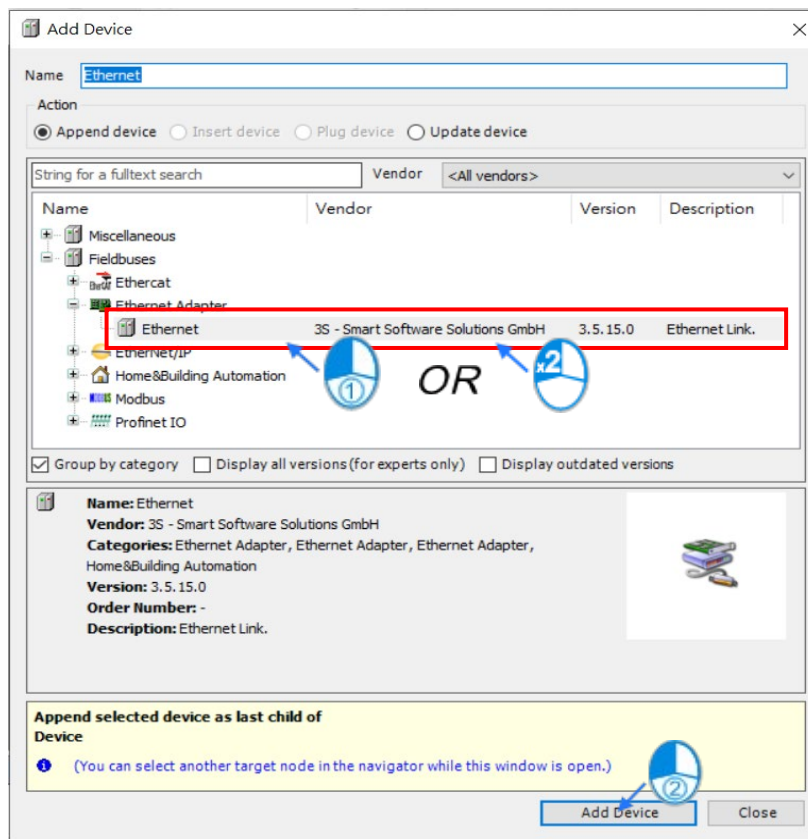 Add Device
Name Ethernet
Action
Append device Insert device Plug device Update device
String for a fulltext search Vendor <All vendors>
Name Vendor Version Description
Miscellaneous
Fieldbuses
Ethercat
Ethernet Adapter
Ethernet 3S - Smart Software Solutions GmbH 3.5.15.0 Ethernet Link.
EtherNet/IP
Home&Building Automation
Modbus
Profinet IO
1 OR x2
Group by category Display all versions (for experts only) Display outdated versions
Name: Ethernet
Vendor: 3S - Smart Software Solutions GmbH
Categories: Ethernet Adapter, Ethernet Adapter, Ethernet Adapter,
Home&Building Automation
Version: 3.5.15.0
Order Number: -
Description: Ethernet Link.
Append selected device as last child of
Device
(You can select another target node in the navigator while this window is open.)
2
Add Device Close